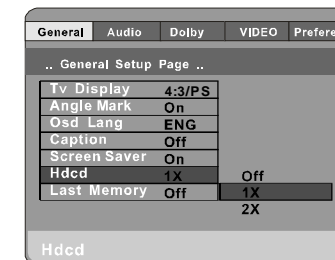 General Audio Dolby VIDEO Prefere
.. General Setup Page ..
Tv Display 4:3/PS
Angle Mark On
Osd Lang ENG
Caption Off
Screen Saver On
Hdcd 1X Off
Last Memory Off 1X
2X
Hdcd